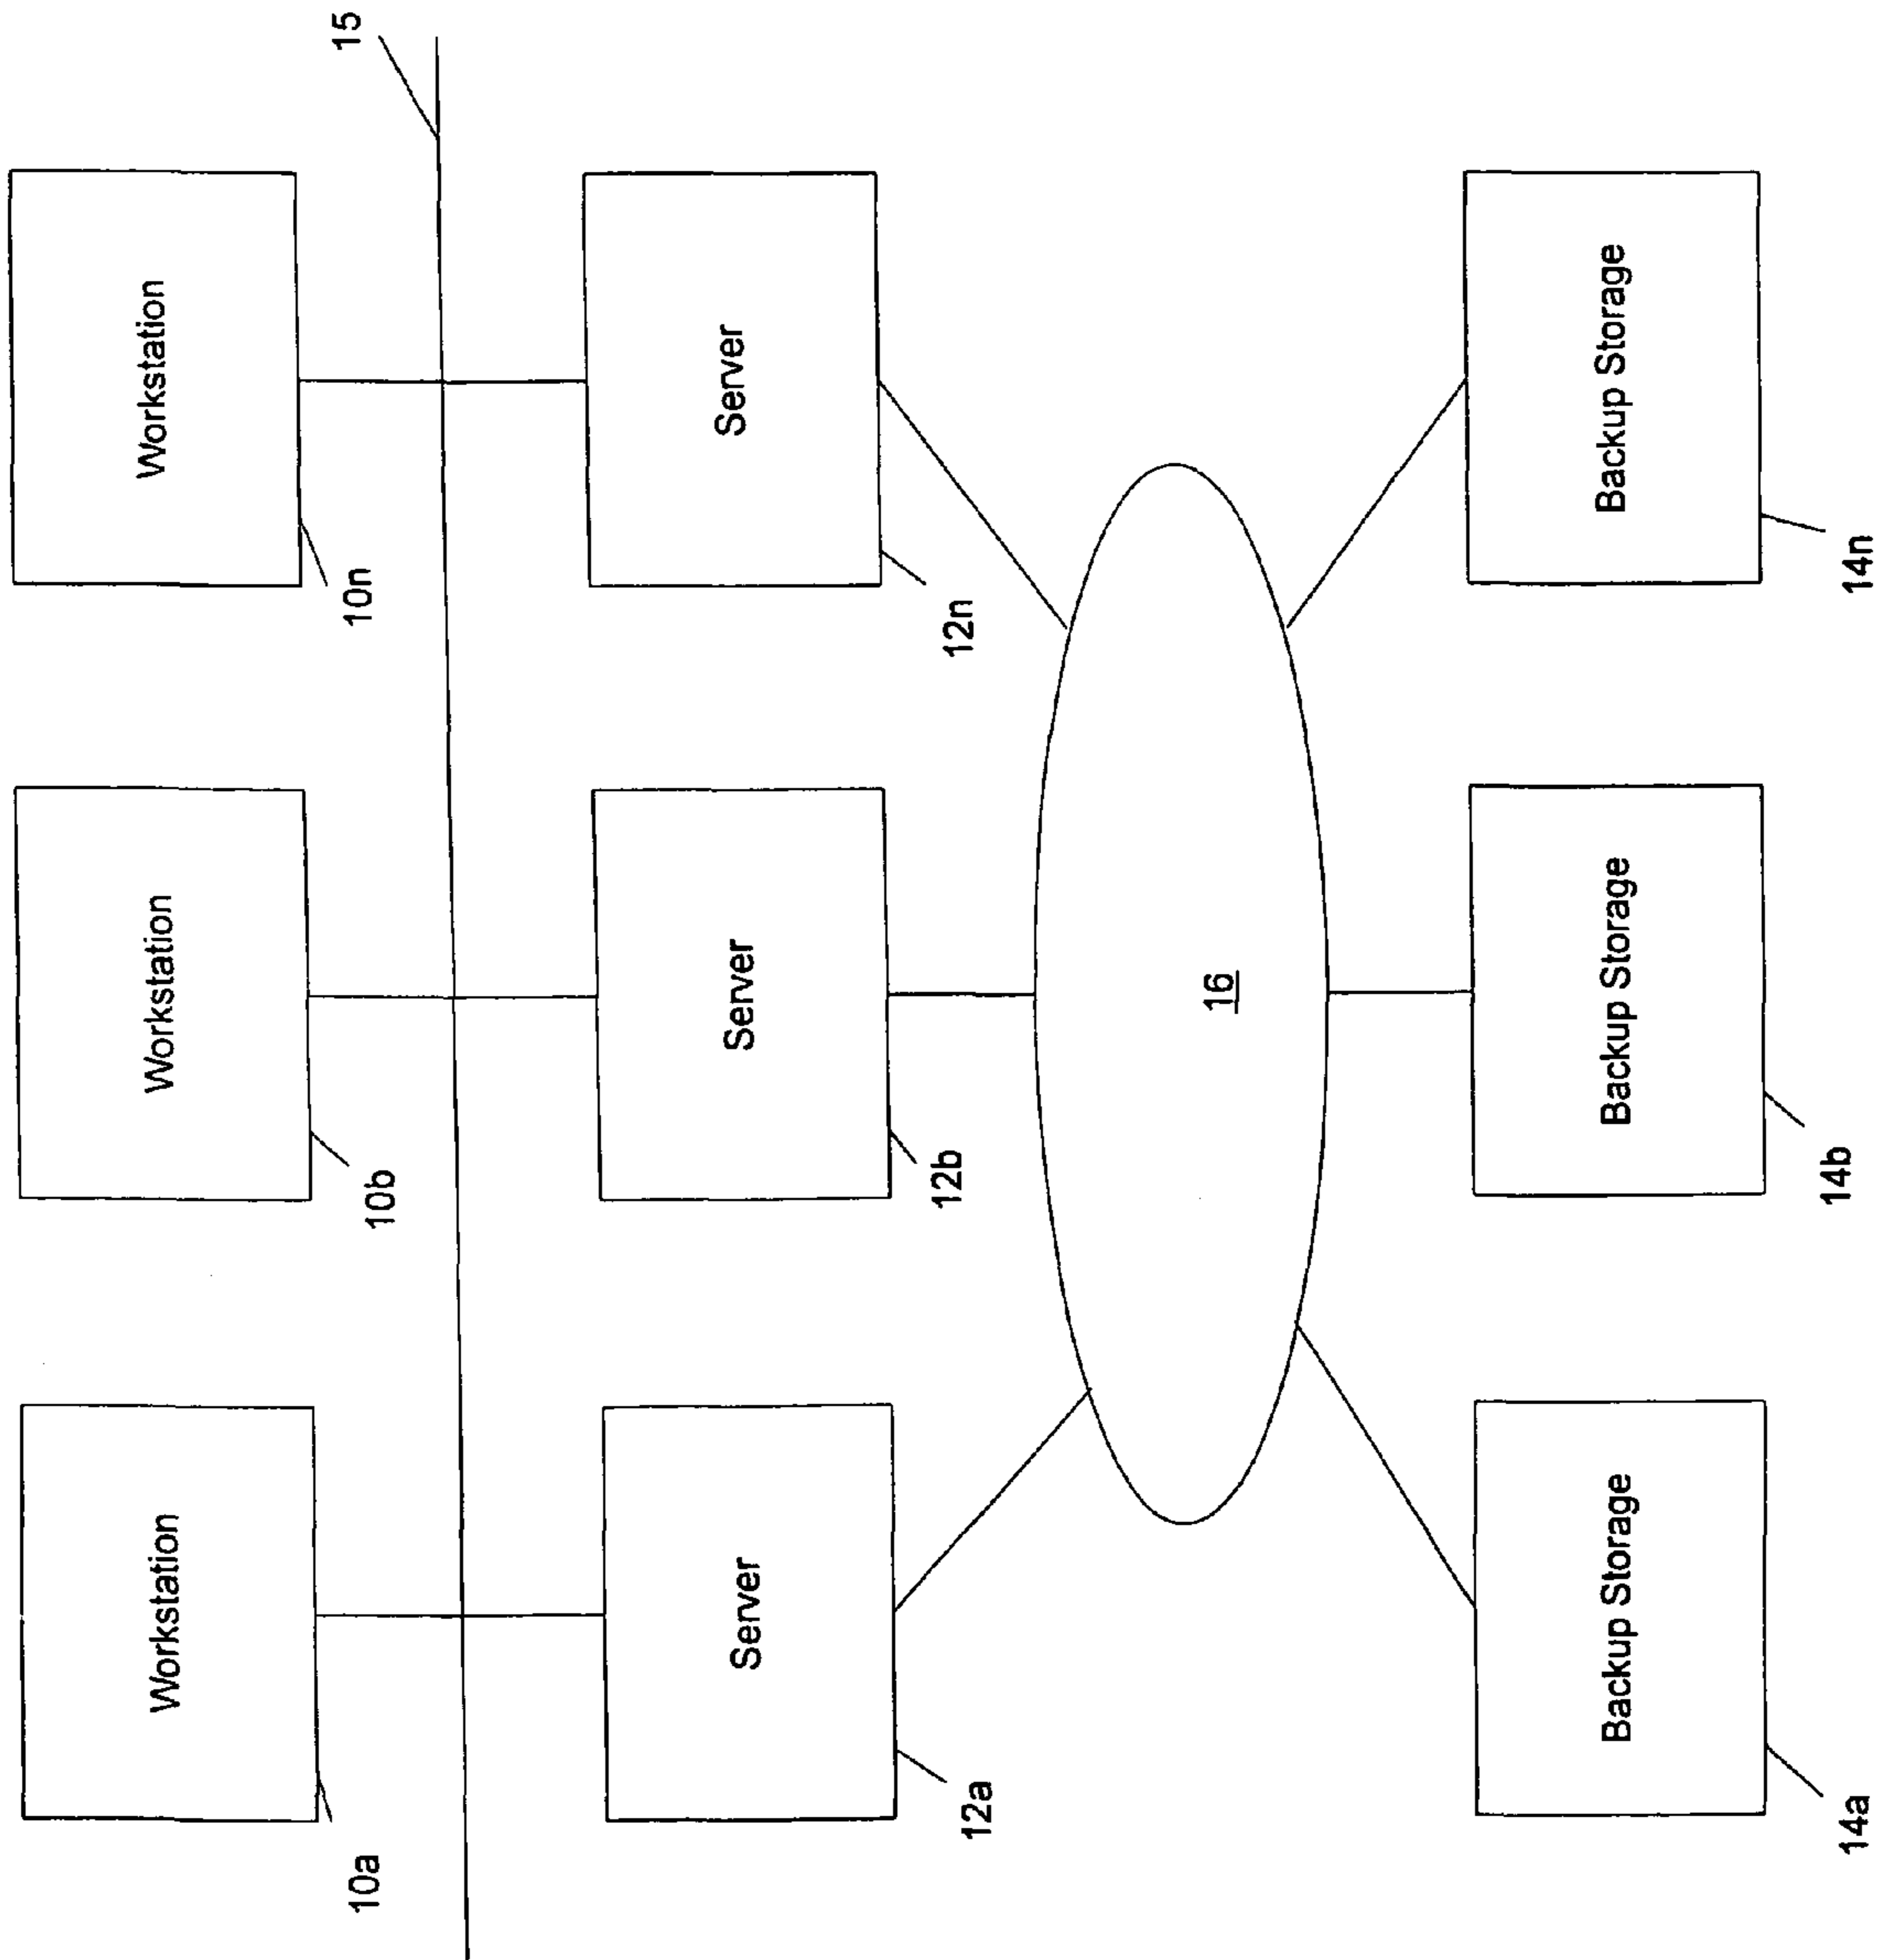 Workstation
Workstation
Workstation
10a
10b
10n
15
Server
Server
Server
12a
12b
12n
16
Backup Storage
Backup Storage
Backup Storage
14a
14b
14n